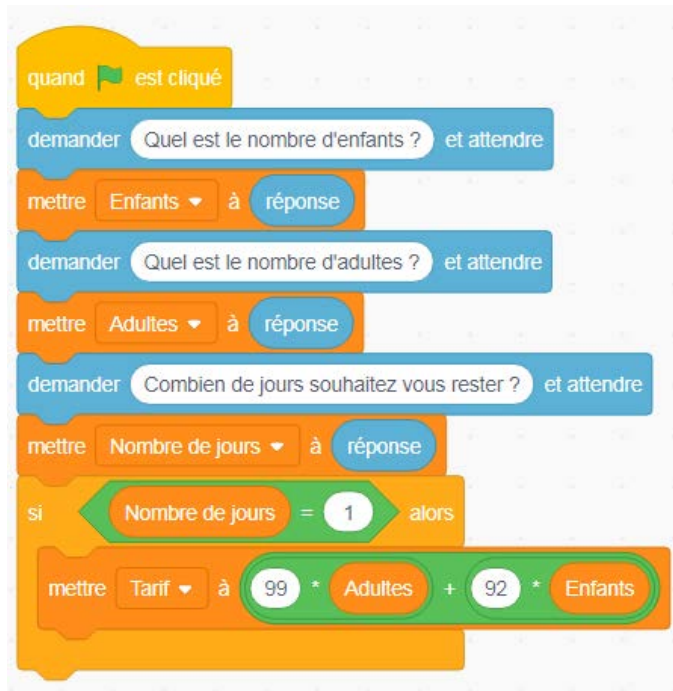 quand est cliqué
demander Quel est le nombre d'enfants ? et attendre
mettre Enfants à réponse
demander Quel est le nombre d'adultes ? et attendre
mettre Adultes à réponse
demander Combien de jours souhaitez vous rester ? et attendre
mettre Nombre de jours à réponse
si Nombre de jours = 1 alors
mettre Tarif à 99 * Adultes + 92 * Enfants